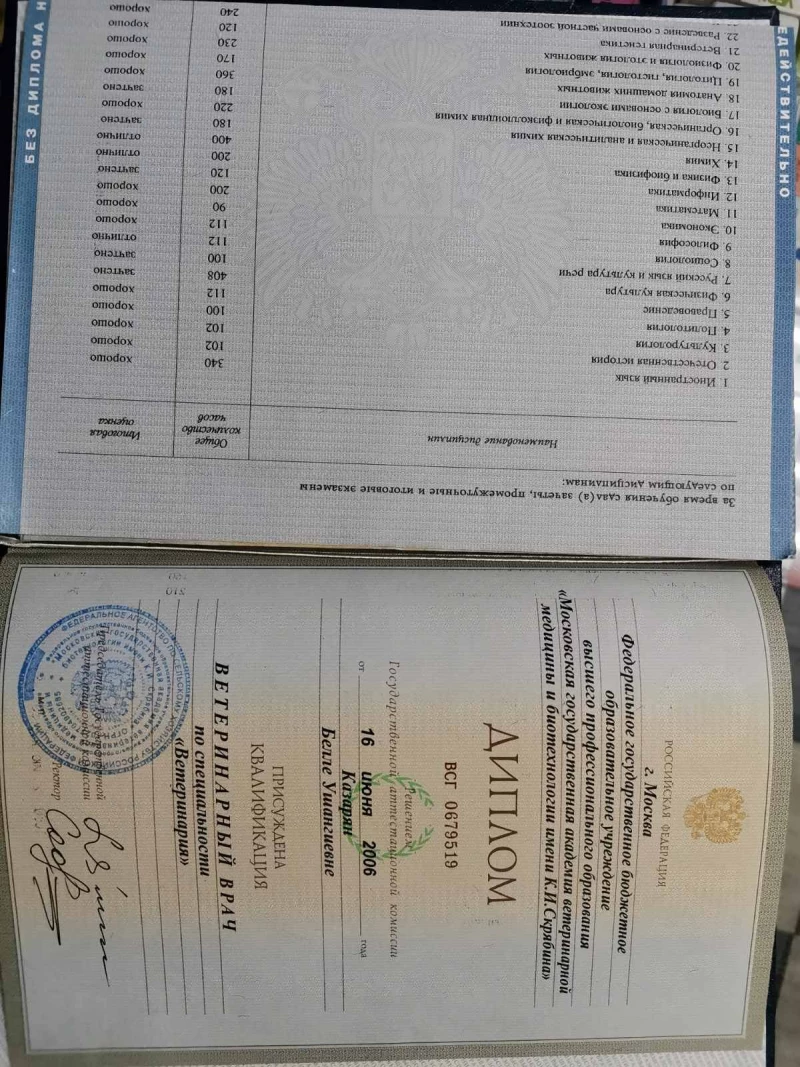 РОССИЙСКАЯ ФЕДЕРАЦИЯ
г. Москва
Федеральное государственное бюджетное
образовательное учреждение
высшего профессионального образования
«Московская государственная академия ветеринарной
медицины и биотехнологии имени К.И.Скрябина»
ДИПЛОМ
ВСГ 0679519
Решением
Государственной аттестационной комиссии
от 16 июня 2006 года
Казарян
Белле Ушангиевне
ПРИСУЖДЕНА
КВАЛИФИКАЦИЯ
ВЕТЕРИНАРНЫЙ ВРАЧ
по специальности
«Ветеринария»
Председатель Государственной
аттестационной комиссии
Ректор
БЕЗ ДИПЛОМА Н
ЕДЕЙСТВИТЕЛЬНО
За время обучения сдал(а) зачеты, промежуточные и итоговые экзамены
по следующим дисциплинам:
Наименование дисциплин Общее количество часов Итоговая оценка
1 Иностранный язык 340 хорошо
2 Отечественная история 102 хорошо
3. Культурология 102 хорошо
4. Политология 100 хорошо
5. Правоведение 112 хорошо
6. Физическая культура 408 зачтено
7. Русский язык и культура речи 100 зачтено
8 Социология 112 отлично
9. Философия 112 хорошо
10. Экономика 90 хорошо
11. Математика 200 хорошо
12. Информатика 120 зачтено
13. Физика и биофизика 200 отлично
14. Химия 400 отлично
15. Неорганическая и аналитическая химия 180 зачтено
16. Органическая, биологическая и физколлоидная химия 220 хорошо
17. Биология с основами экологии 180 зачтено
18 Анатомия домашних животных 360 хорошо
19. Цитология, гистология, эмбриология 170 хорошо
20. Физиология и этология животных 230 хорошо
21 Ветеринарная генетика 120 хорошо
22. Разведение с основами частной зоотехнии 240 хорошо